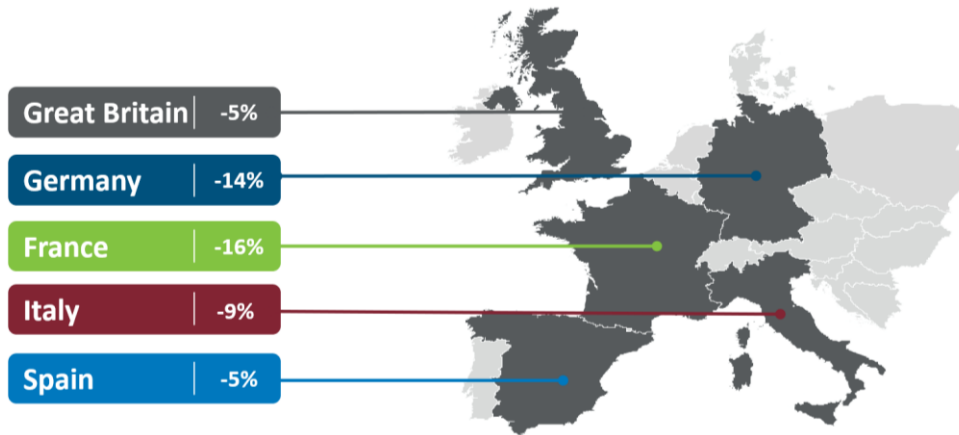 Great Britain | -5%
Germany | -14%
France | -16%
Italy | -9%
Spain | -5%